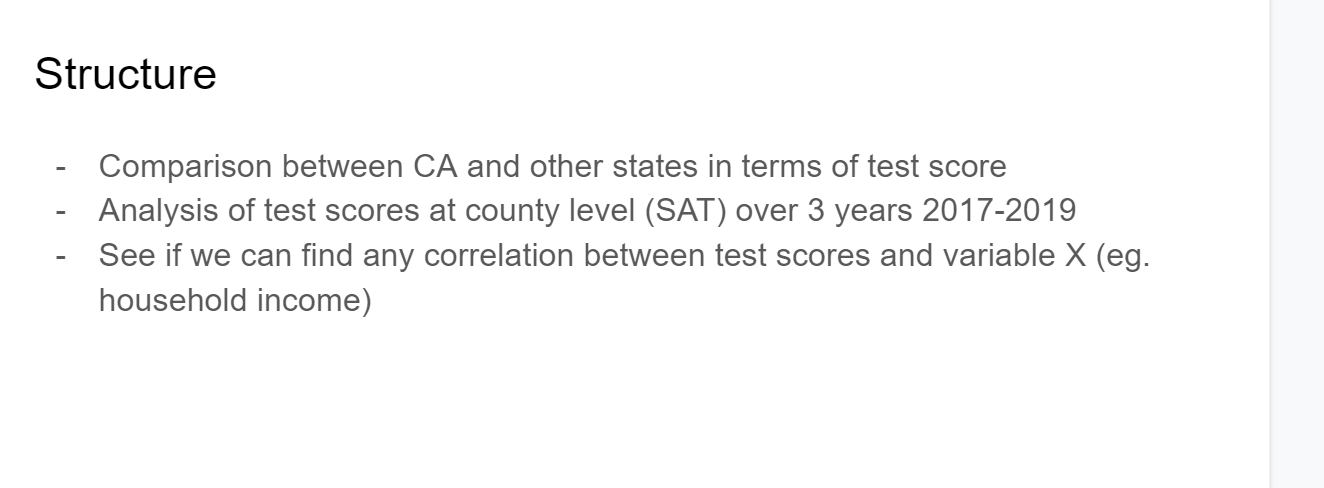 Structure
- Comparison between CA and other states in terms of test score
- Analysis of test scores at county level (SAT) over 3 years 2017-2019
- See if we can find any correlation between test scores and variable X (eg.
household income)